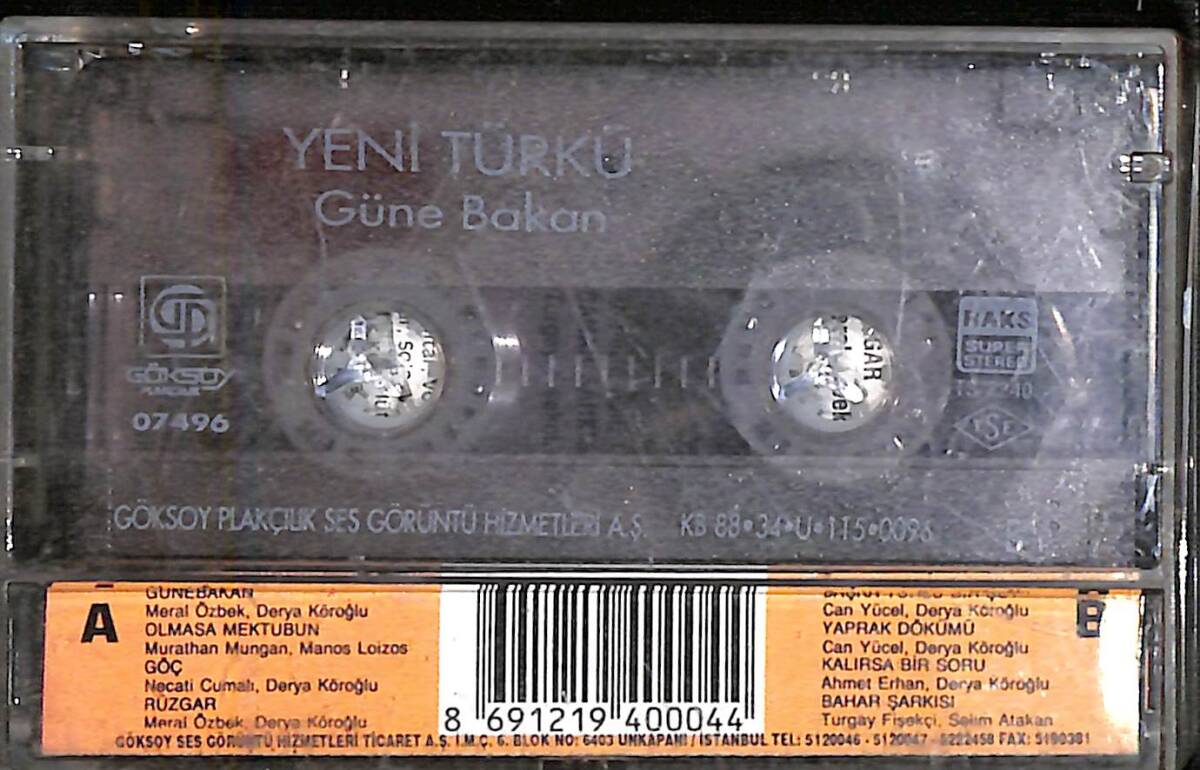 YENİ TÜRKÜ
Güne Bakan
GÖKSOY
07496
RAKS
SUPER
STEREO
TSE
GÖKSOY PLAKÇILIK SES GÖRÜNTÜ HİZMETLERİ A.Ş. KB 88•34•U•115•0096
A
GÜNEBAKAN
Meral Özbek, Derya Köroğlu
OLMASA MEKTUBUN
Murathan Mungan, Manos Loizos
GÖÇ
Necati Cumalı, Derya Köroğlu
RÜZGAR
Meral Özbek, Derya Köroğlu
8 691219 400044
B
Can Yücel, Derya Köroğlu
YAPRAK DÖKÜMÜ
Can Yücel, Derya Köroğlu
KALIRSA BİR SORU
Ahmet Erhan, Derya Köroğlu
BAHAR ŞARKISI
Turgay Fişekçi, Selim Atakan
GÖKSOY SES GÖRÜNTÜ HİZMETLERİ TİCARET A.Ş. İ.M.Ç. 6. BLOK NO: 6403 UNKAPANI / İSTANBUL TEL: 5120046 - 5120047 - 5222458 FAX: 5190381